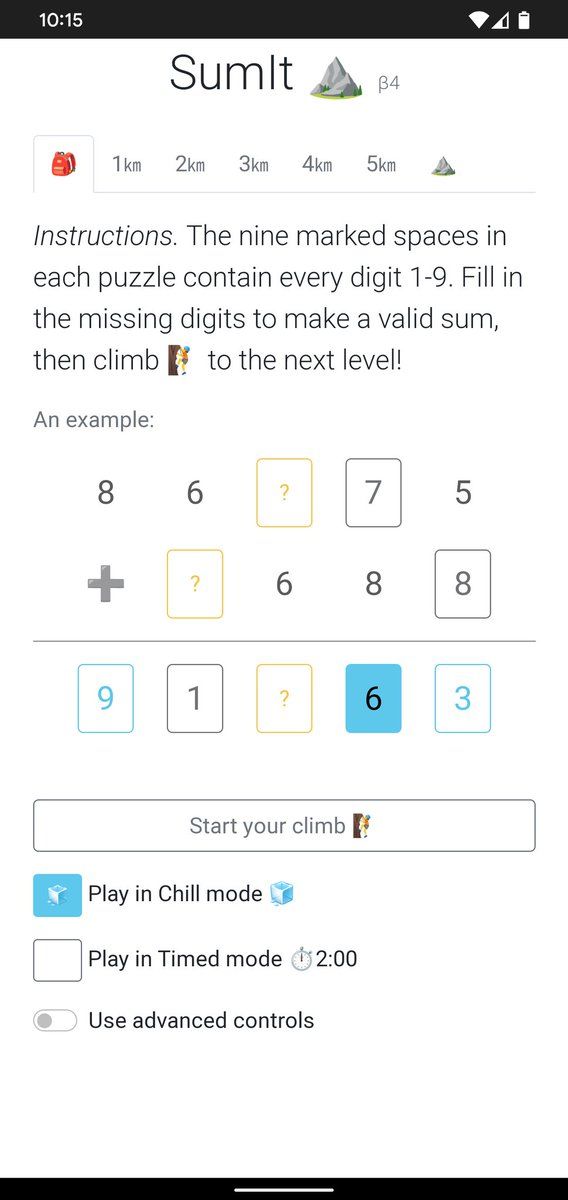 10:15
SumIt β4
1km 2km 3km 4km 5km
Instructions. The nine marked spaces in
each puzzle contain every digit 1-9. Fill in
the missing digits to make a valid sum,
then climb 🧗 to the next level!
An example:
8 6 ? 7 5
+ ? 6 8 8
9 1 ? 6 3
Start your climb 🧗
Play in Chill mode 🧊
Play in Timed mode ⏱️2:00
Use advanced controls